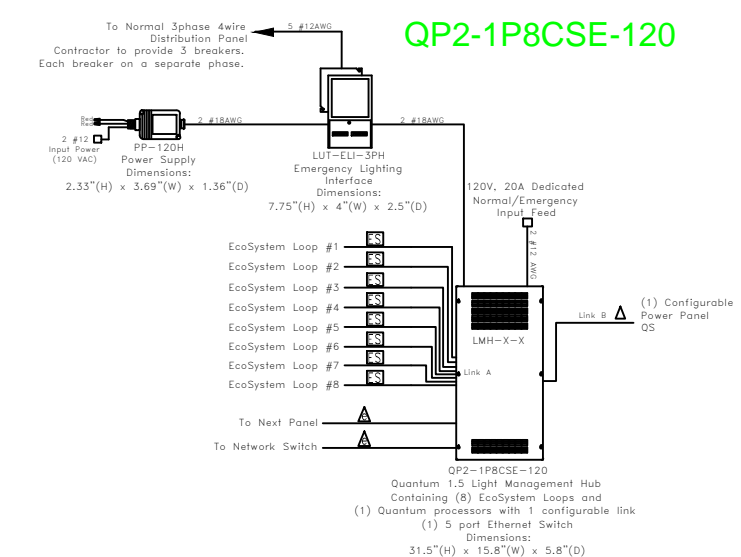 QP2-1P8CSE-120
To Normal 3phase 4wire
Distribution Panel
Contractor to provide 3 breakers.
Each breaker on a separate phase.
5 #12AWG
Red
Red
2 #12
Input Power
(120 VAC)
PP-120H
Power Supply
Dimensions:
2.33"(H) x 3.69"(W) x 1.36"(D)
2 #18AWG
2 #18AWG
LUT-ELI-3PH
Emergency Lighting
Interface
Dimensions:
7.75"(H) x 4"(W) x 2.5"(D)
120V, 20A Dedicated
Normal/Emergency
Input Feed
2 #12 AWG
EcoSystem Loop #1 ES
EcoSystem Loop #2 ES
EcoSystem Loop #3 ES
EcoSystem Loop #4 ES
EcoSystem Loop #5 ES
EcoSystem Loop #6 ES
EcoSystem Loop #7 ES
EcoSystem Loop #8 ES
LMH-X-X
Link A
Link B
(1) Configurable
Power Panel
QS
To Next Panel
To Network Switch
QP2-1P8CSE-120
Quantum 1.5 Light Management Hub
Containing (8) EcoSystem Loops and
(1) Quantum processors with 1 configurable link
(1) 5 port Ethernet Switch
Dimensions:
31.5"(H) x 15.8"(W) x 5.8"(D)